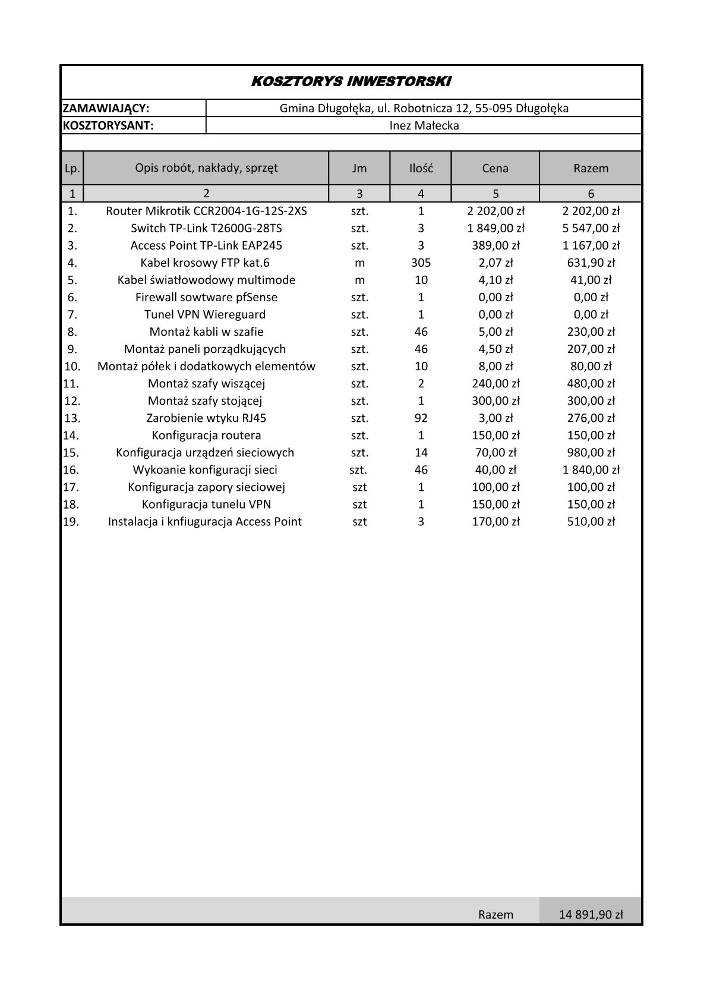 KOSZTORYS INWESTORSKI
ZAMAWIAJĄCY: Gmina Długołęka, ul. Robotnicza 12, 55-095 Długołęka
KOSZTORYSANT: Inez Małecka
Lp. Opis robót, nakłady, sprzęt Jm Ilość Cena Razem
1 2 3 4 5 6
1. Router Mikrotik CCR2004-1G-12S-2XS szt. 1 2 202,00 zł 2 202,00 zł
2. Switch TP-Link T2600G-28TS szt. 3 1 849,00 zł 5 547,00 zł
3. Access Point TP-Link EAP245 szt. 3 389,00 zł 1 167,00 zł
4. Kabel krosowy FTP kat.6 m 305 2,07 zł 631,90 zł
5. Kabel światłowodowy multimode m 10 4,10 zł 41,00 zł
6. Firewall sowtware pfSense szt. 1 0,00 zł 0,00 zł
7. Tunel VPN Wiereguard szt. 1 0,00 zł 0,00 zł
8. Montaż kabli w szafie szt. 46 5,00 zł 230,00 zł
9. Montaż paneli porządkujących szt. 46 4,50 zł 207,00 zł
10. Montaż półek i dodatkowych elementów szt. 10 8,00 zł 80,00 zł
11. Montaż szafy wiszącej szt. 2 240,00 zł 480,00 zł
12. Montaż szafy stojącej szt. 1 300,00 zł 300,00 zł
13. Zarobienie wtyku RJ45 szt. 92 3,00 zł 276,00 zł
14. Konfiguracja routera szt. 1 150,00 zł 150,00 zł
15. Konfiguracja urządzeń sieciowych szt. 14 70,00 zł 980,00 zł
16. Wykoanie konfiguracji sieci szt. 46 40,00 zł 1 840,00 zł
17. Konfiguracja zapory sieciowej szt 1 100,00 zł 100,00 zł
18. Konfiguracja tunelu VPN szt 1 150,00 zł 150,00 zł
19. Instalacja i knfiuguracja Access Point szt 3 170,00 zł 510,00 zł
Razem 14 891,90 zł